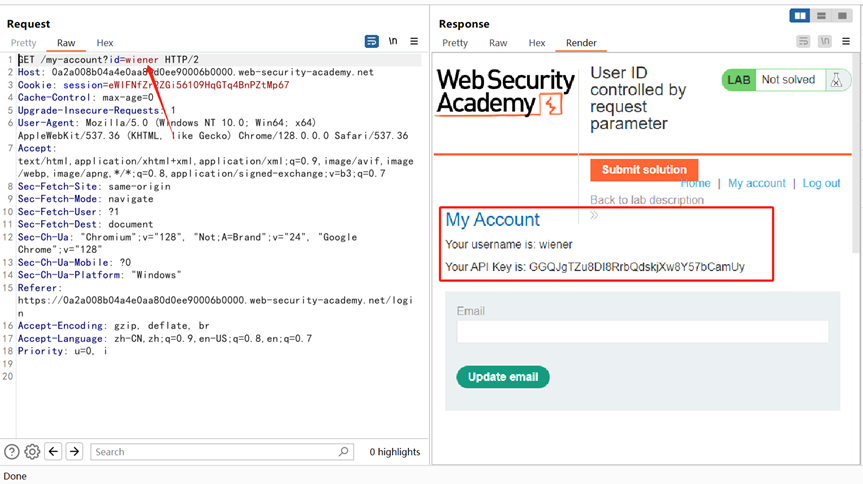 Request
Pretty Raw Hex
\n
1 GET /my-account?id=wiener HTTP/2
2 Host: 0a2a008b04a4e0aa80d0ee90006b0000.web-security-academy.net
3 Cookie: session=eWIFNfZr2ZGi56109HqGTq4BnPZtMp67
4 Cache-Control: max-age=0
5 Upgrade-Insecure-Requests: 1
6 User-Agent: Mozilla/5.0 (Windows NT 10.0; Win64; x64)
AppleWebKit/537.36 (KHTML, like Gecko) Chrome/128.0.0.0 Safari/537.36
7 Accept:
text/html,application/xhtml+xml,application/xml;q=0.9,image/avif,image
/webp,image/apng,*/*;q=0.8,application/signed-exchange;v=b3;q=0.7
8 Sec-Fetch-Site: same-origin
9 Sec-Fetch-Mode: navigate
10 Sec-Fetch-User: ?1
11 Sec-Fetch-Dest: document
12 Sec-Ch-Ua: "Chromium";v="128", "Not;A=Brand";v="24", "Google
Chrome";v="128"
13 Sec-Ch-Ua-Mobile: ?0
14 Sec-Ch-Ua-Platform: "Windows"
15 Referer:
https://0a2a008b04a4e0aa80d0ee90006b0000.web-security-academy.net/logi
n
16 Accept-Encoding: gzip, deflate, br
17 Accept-Language: zh-CN,zh;q=0.9,en-US;q=0.8,en;q=0.7
18 Priority: u=0, i
19
20
Search
0 highlights
Done
Response
Pretty Raw Hex Render
\n
Web Security
Academy
User ID
controlled by
request
parameter
LAB Not solved
Submit solution
Home | My account | Log out
Back to lab description
»
My Account
Your username is: wiener
Your API Key is: GGQJgTZu8DI8RrbQdskjXw8Y57bCamUy
Email
Update email